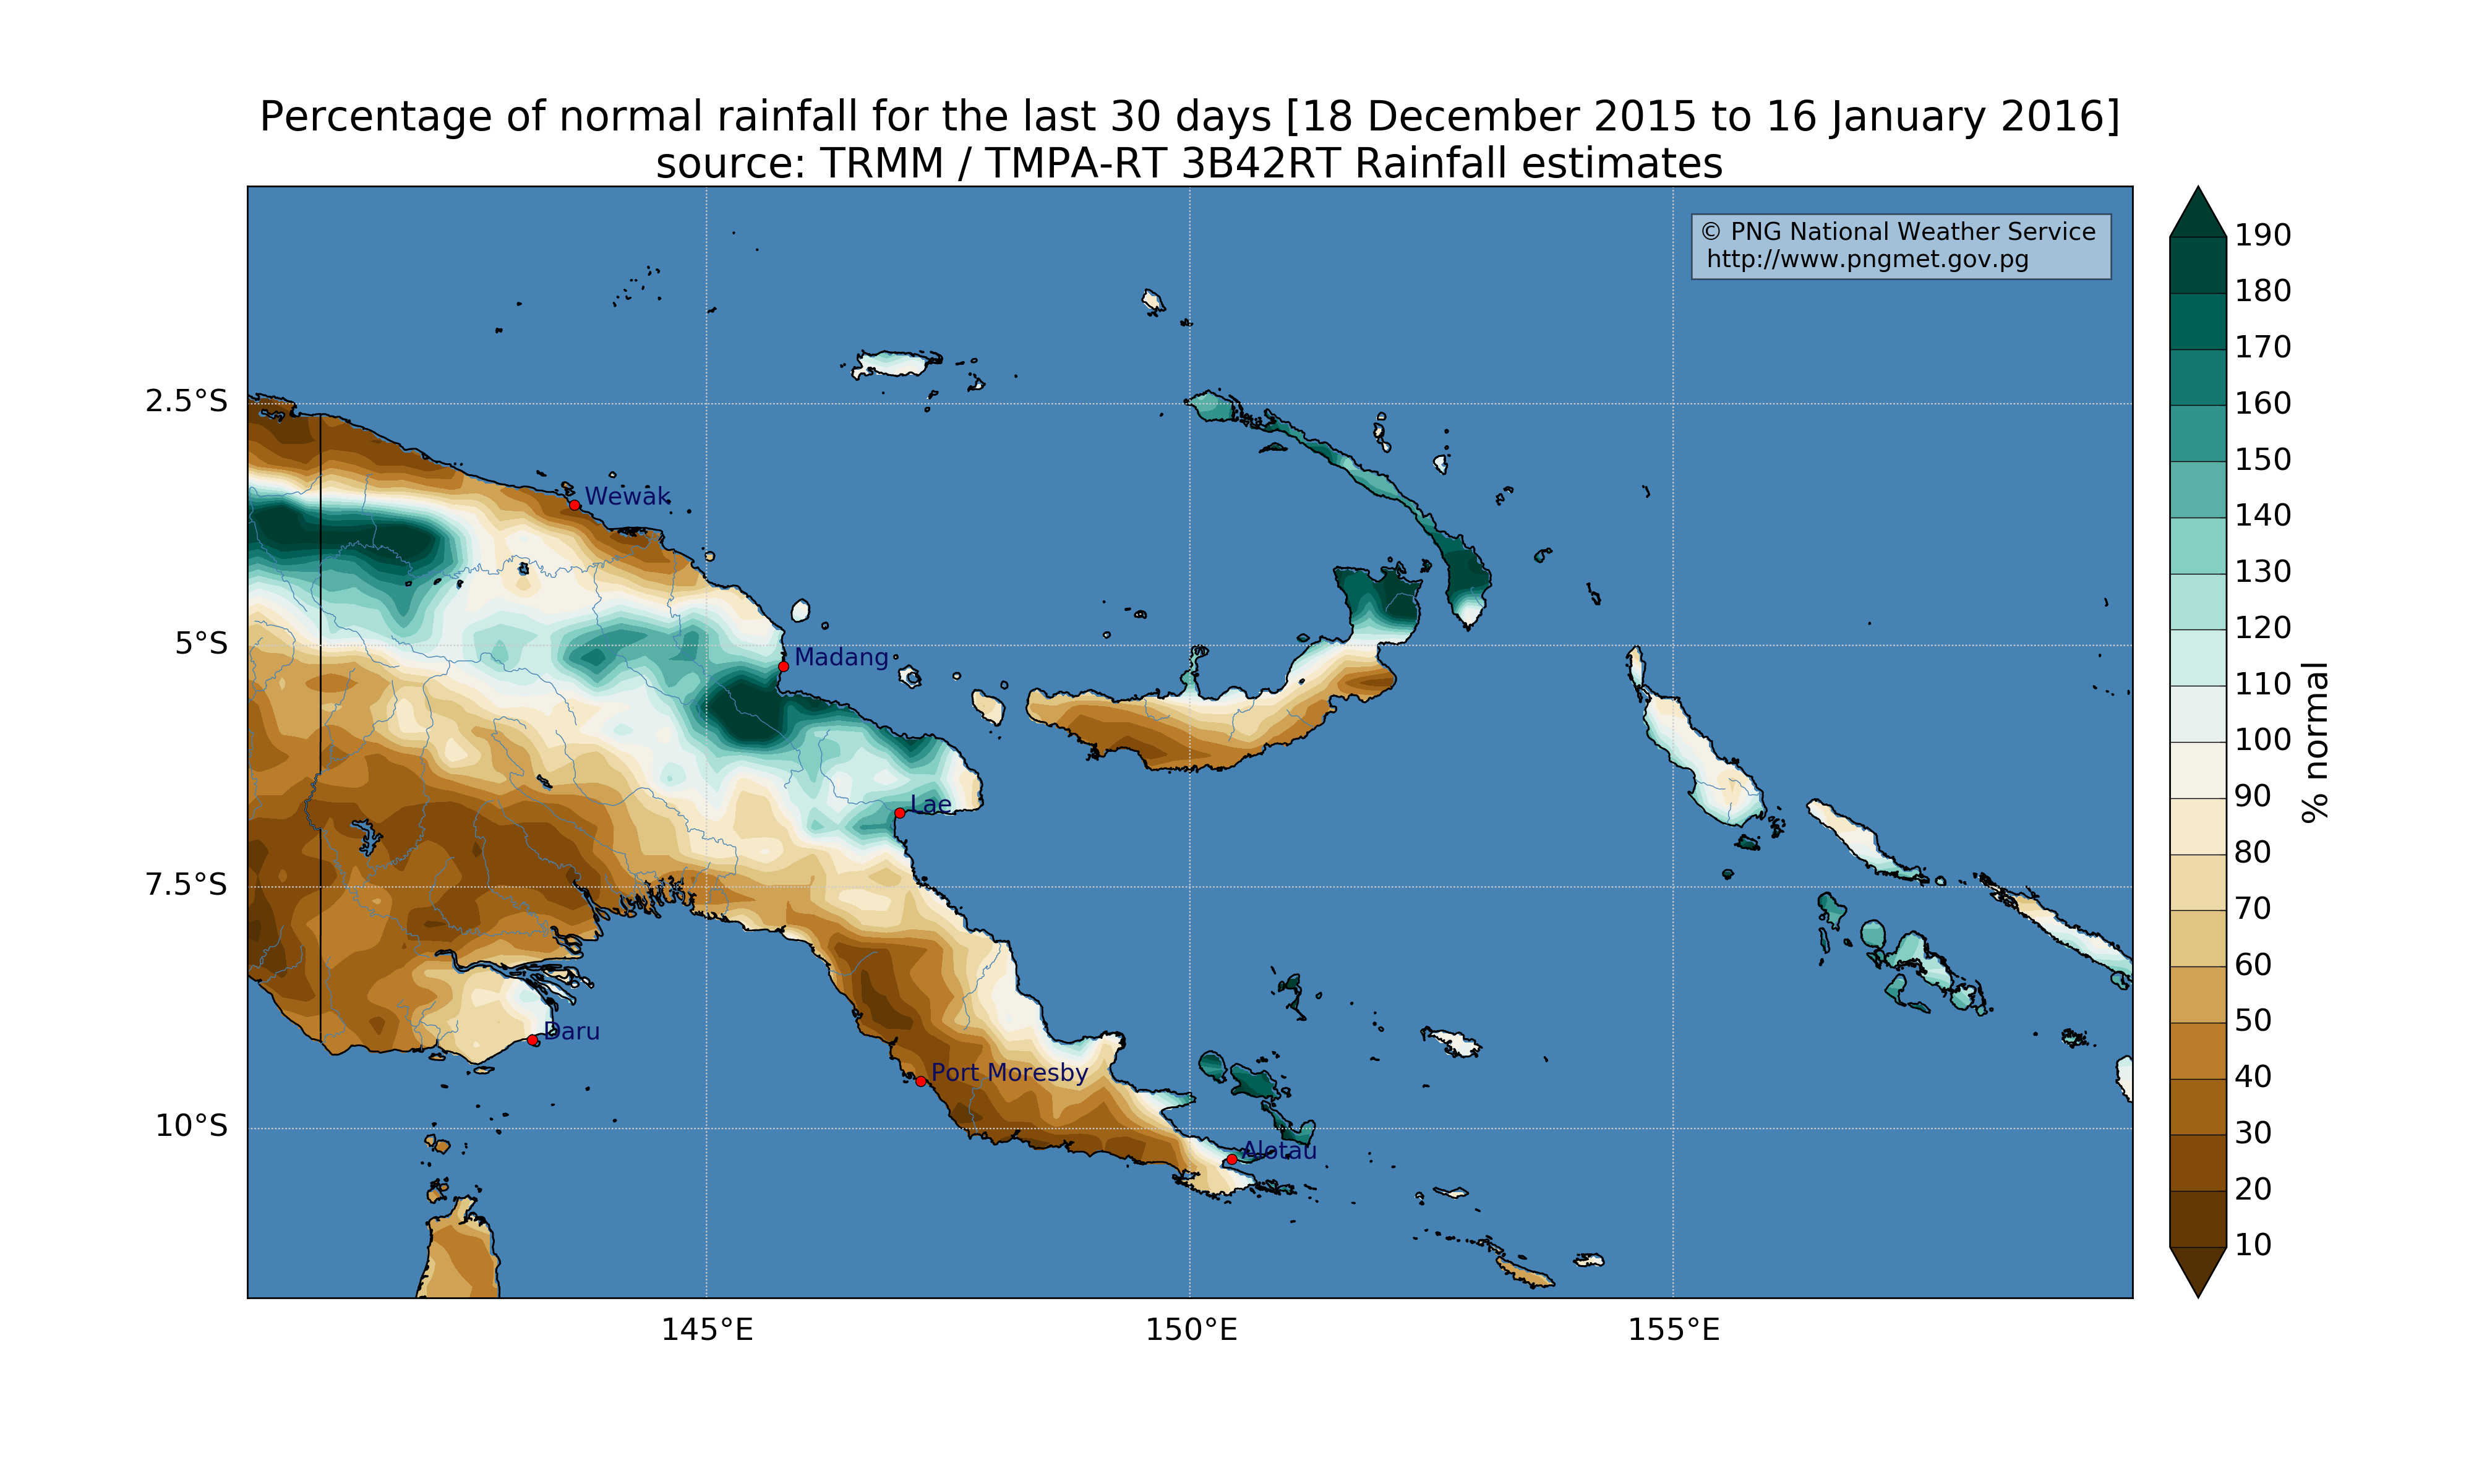 Percentage of normal rainfall for the last 30 days [18 December 2015 to 16 January 2016]
source: TRMM / TMPA-RT 3B42RT Rainfall estimates
© PNG National Weather Service
http://www.pngmet.gov.pg
2.5°S
5°S
7.5°S
10°S
Wewak
Madang
Lae
Daru
Port Moresby
Alotau
145°E
150°E
155°E
190
180
170
160
150
140
130
120
110
100
90
80
70
60
50
40
30
20
10
% normal